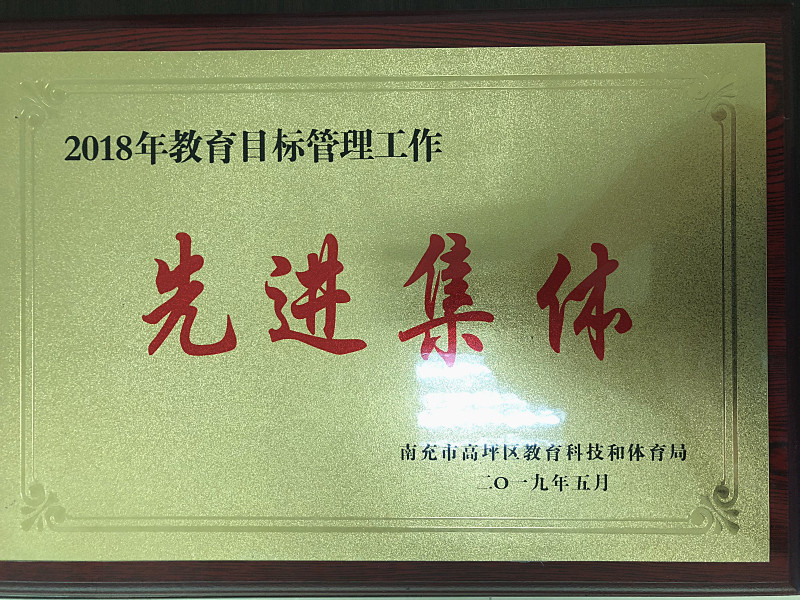 2018年教育目标管理工作
先进集体
南充市高坪区教育科技和体育局
二〇一九年五月